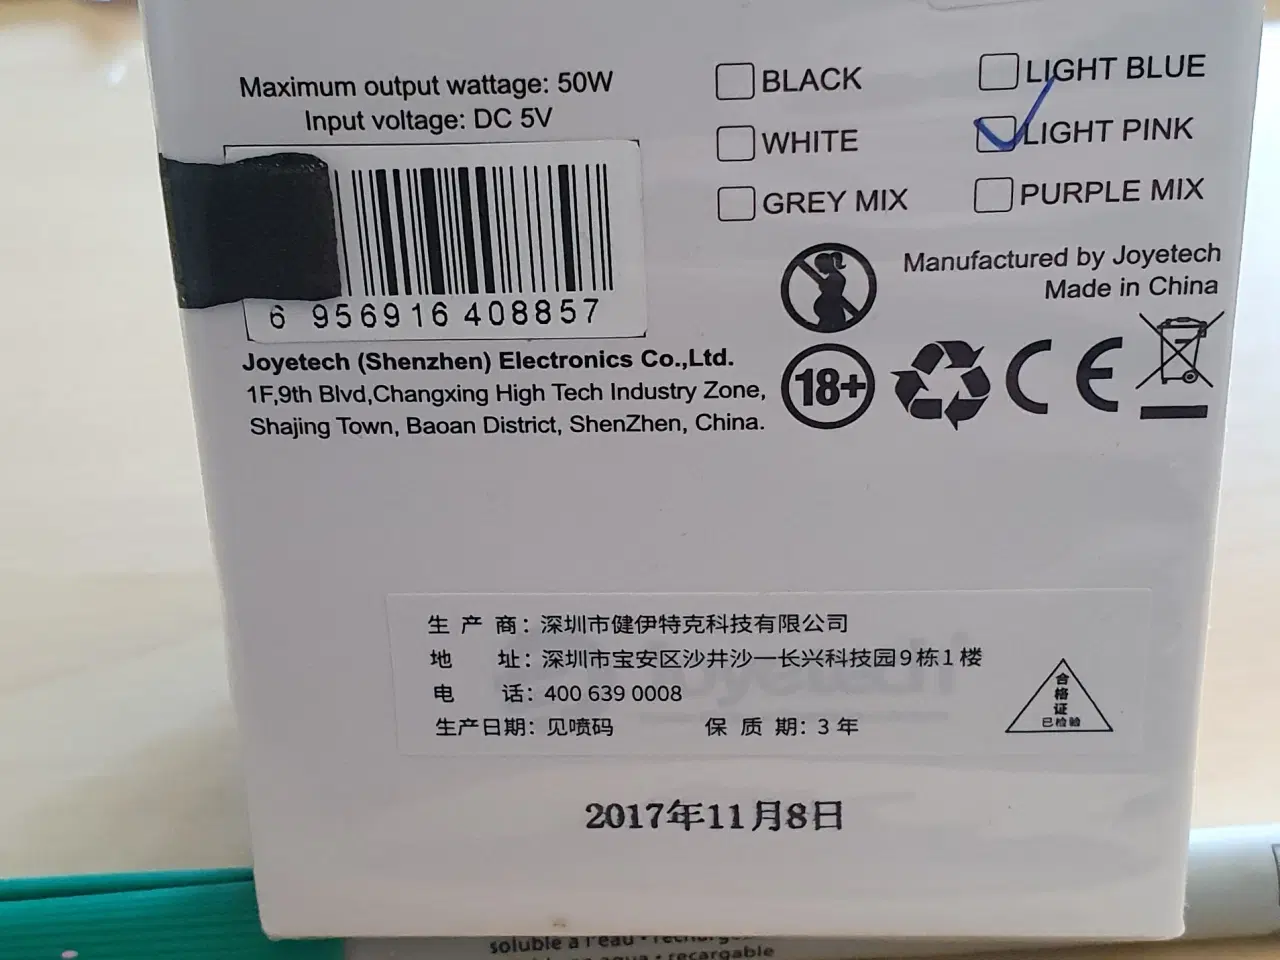 Maximum output wattage: 50W
Input voltage: DC 5V
BLACK
LIGHT BLUE
WHITE
LIGHT PINK
GREY MIX
PURPLE MIX
6 956916 408857
Manufactured by Joyetech
Made in China
Joyetech (Shenzhen) Electronics Co.,Ltd.
1F,9th Blvd,Changxing High Tech Industry Zone,
Shajing Town, Baoan District, ShenZhen, China.
18+
CE
生产商：深圳市健伊特克科技有限公司
地址：深圳市宝安区沙井沙一长兴科技园9栋1楼
电话：400 639 0008
生产日期：见喷码 保质期：3年
合格证
已检验
2017年11月8日
soluble à l'eau •
• recargable